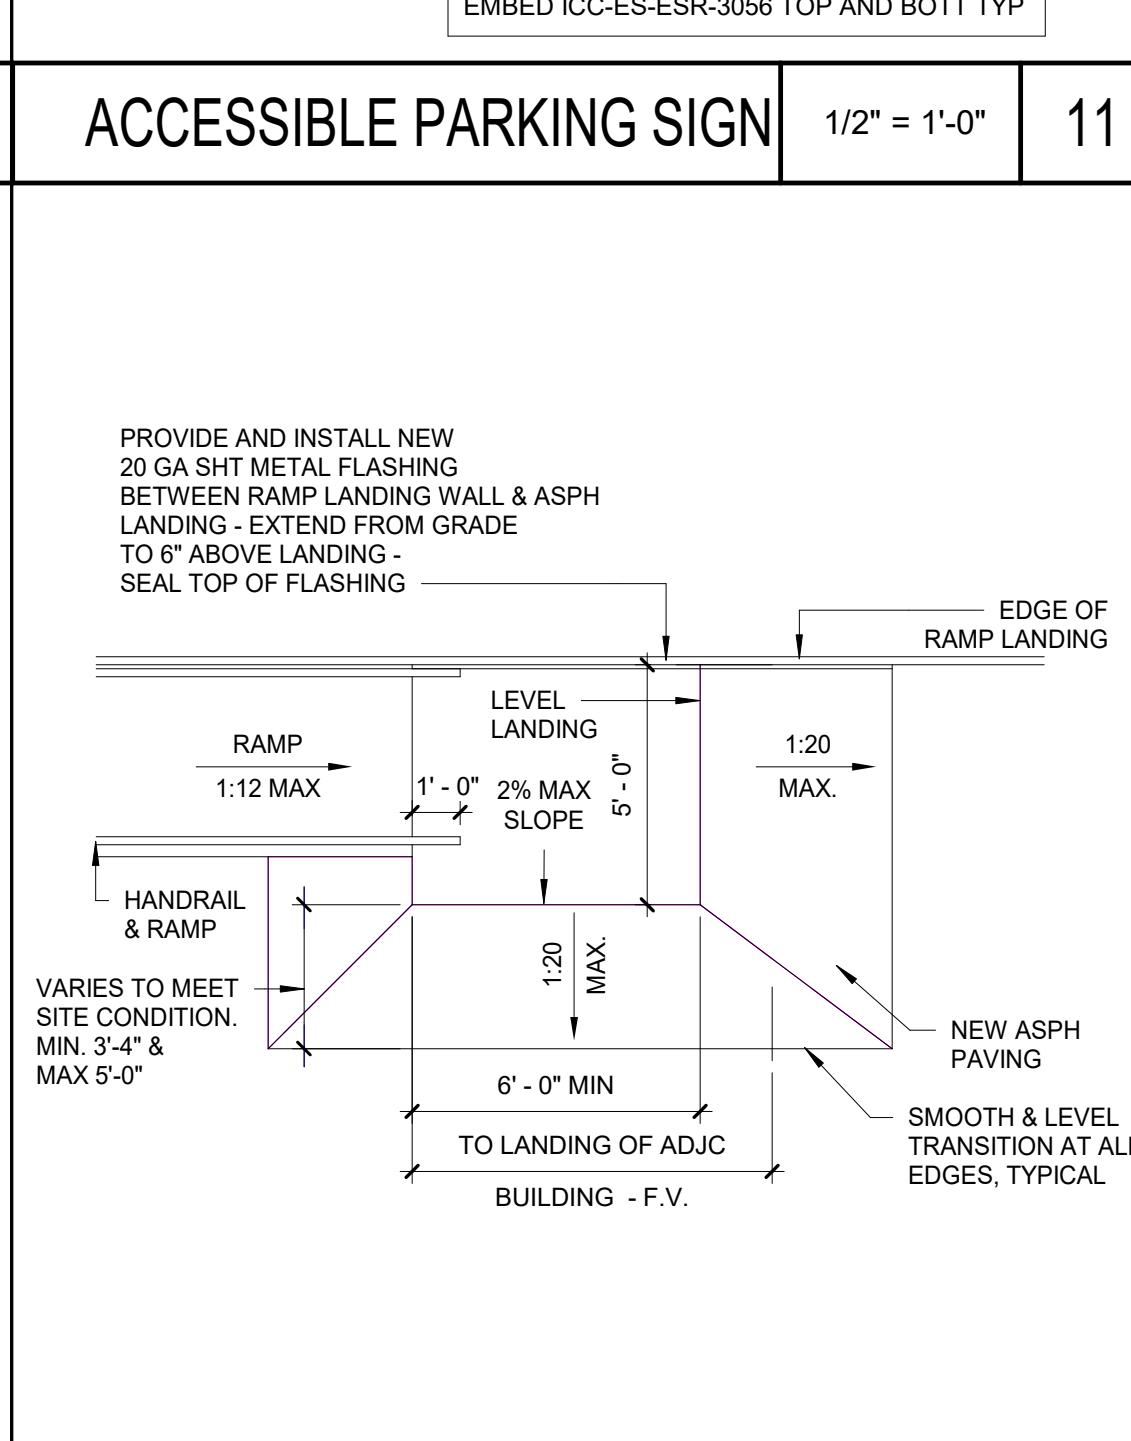 EMBED ICC-ES-ESR-3056 TOP AND BOTT TYP
ACCESSIBLE PARKING SIGN
1/2" = 1'-0"
11
PROVIDE AND INSTALL NEW
20 GA SHT METAL FLASHING
BETWEEN RAMP LANDING WALL & ASPH
LANDING - EXTEND FROM GRADE
TO 6" ABOVE LANDING -
SEAL TOP OF FLASHING
EDGE OF
RAMP LANDING
LEVEL
LANDING
RAMP
1:12 MAX
1' - 0"
2% MAX
SLOPE
5' - 0"
1:20
MAX.
HANDRAIL
& RAMP
1:20
MAX.
VARIES TO MEET
SITE CONDITION.
MIN. 3'-4" &
MAX 5'-0"
NEW ASPH
PAVING
6' - 0" MIN
SMOOTH & LEVEL
TRANSITION AT ALL
EDGES, TYPICAL
TO LANDING OF ADJC
BUILDING - F.V.